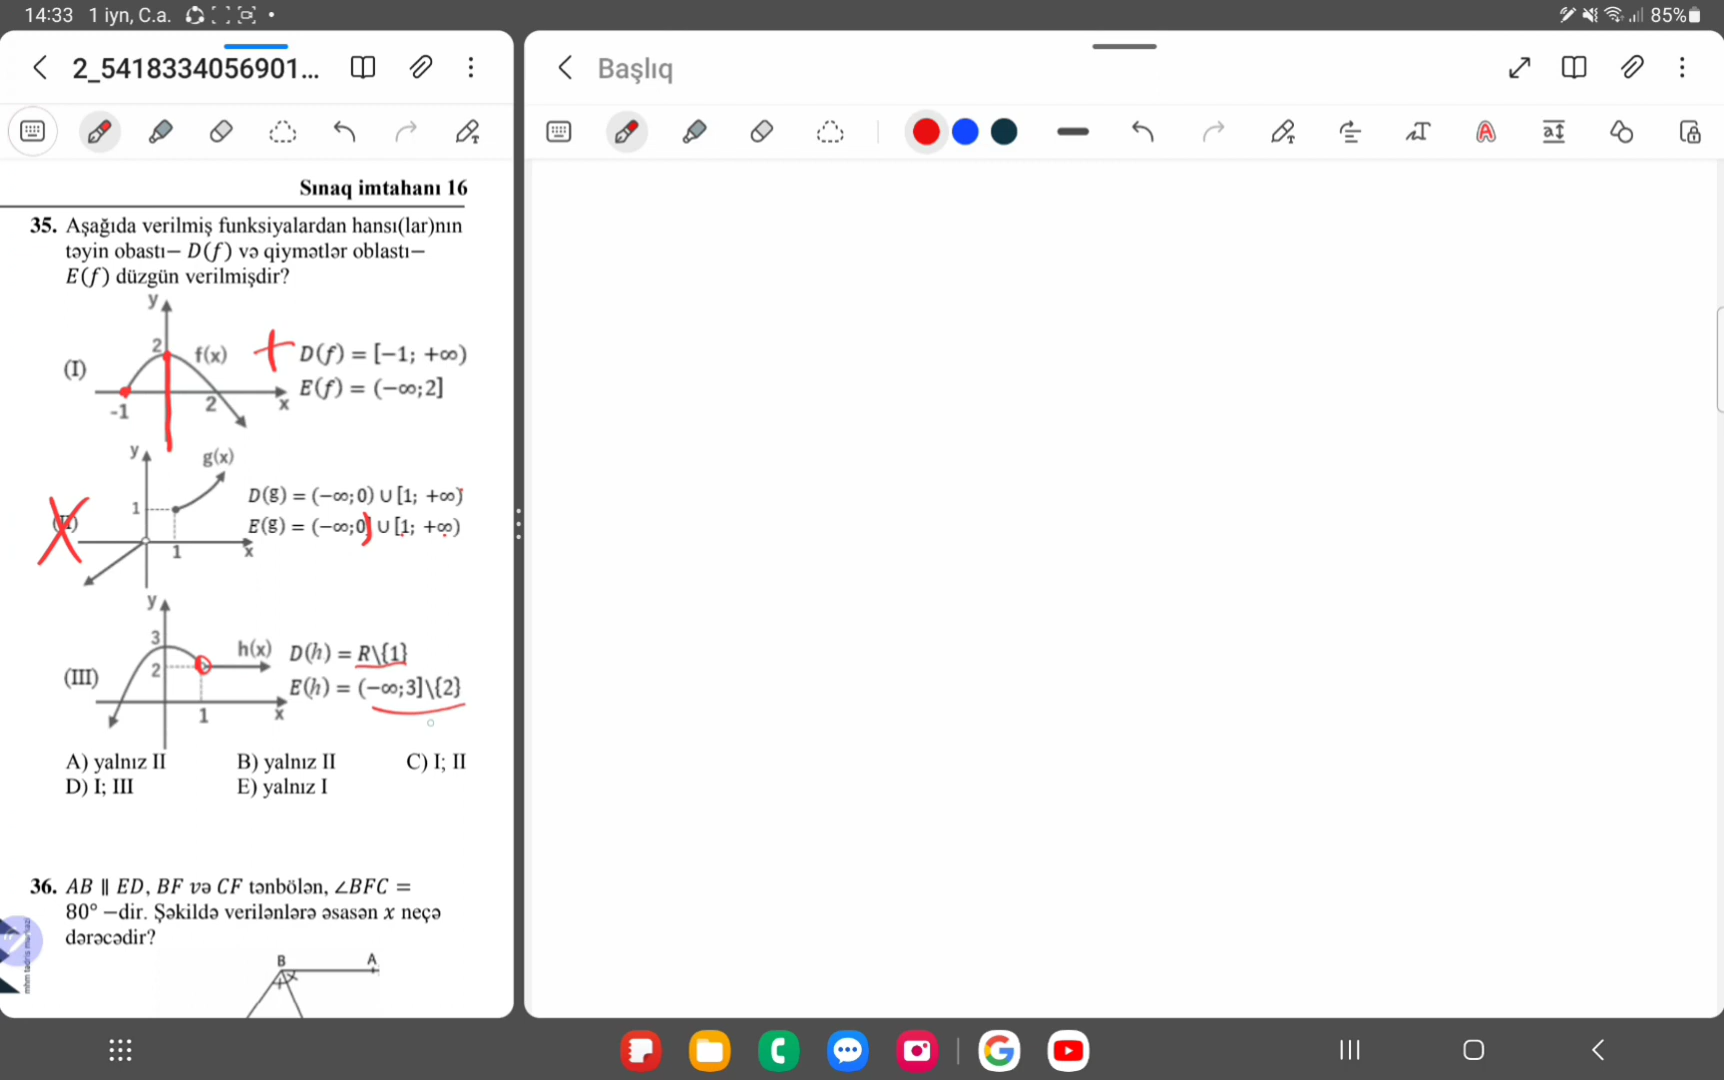 14:33 1 iyn, C.a.
85%
2_5418334056901...
Başlıq
Sınaq imtahanı 16
35. Aşağıda verilmiş funksiyalardan hansı(lar)nın
təyin obastı– D(f) və qiymətlər oblastı–
E(f) düzgün verilmişdir?
y
2
f(x)
+
D(f) = [−1; +∞)
(I)
E(f) = (−∞;2]
-1
2
x
y
g(x)
1
D(g) = (−∞;0) ∪ [1; +∞)
E(g) = (−∞;0) ∪ [1; +∞)
1
x
y
3
h(x)
D(h) = R\{1}
2
(III)
E(h) = (−∞;3]\{2}
1
x
A) yalnız II
B) yalnız II
C) I; II
D) I; III
E) yalnız I
36. AB ∥ ED, BF və CF tənbölən, ∠BFC =
80° −dir. Şəkildə verilənlərə əsasən x neçə
dərəcədir?
B
A